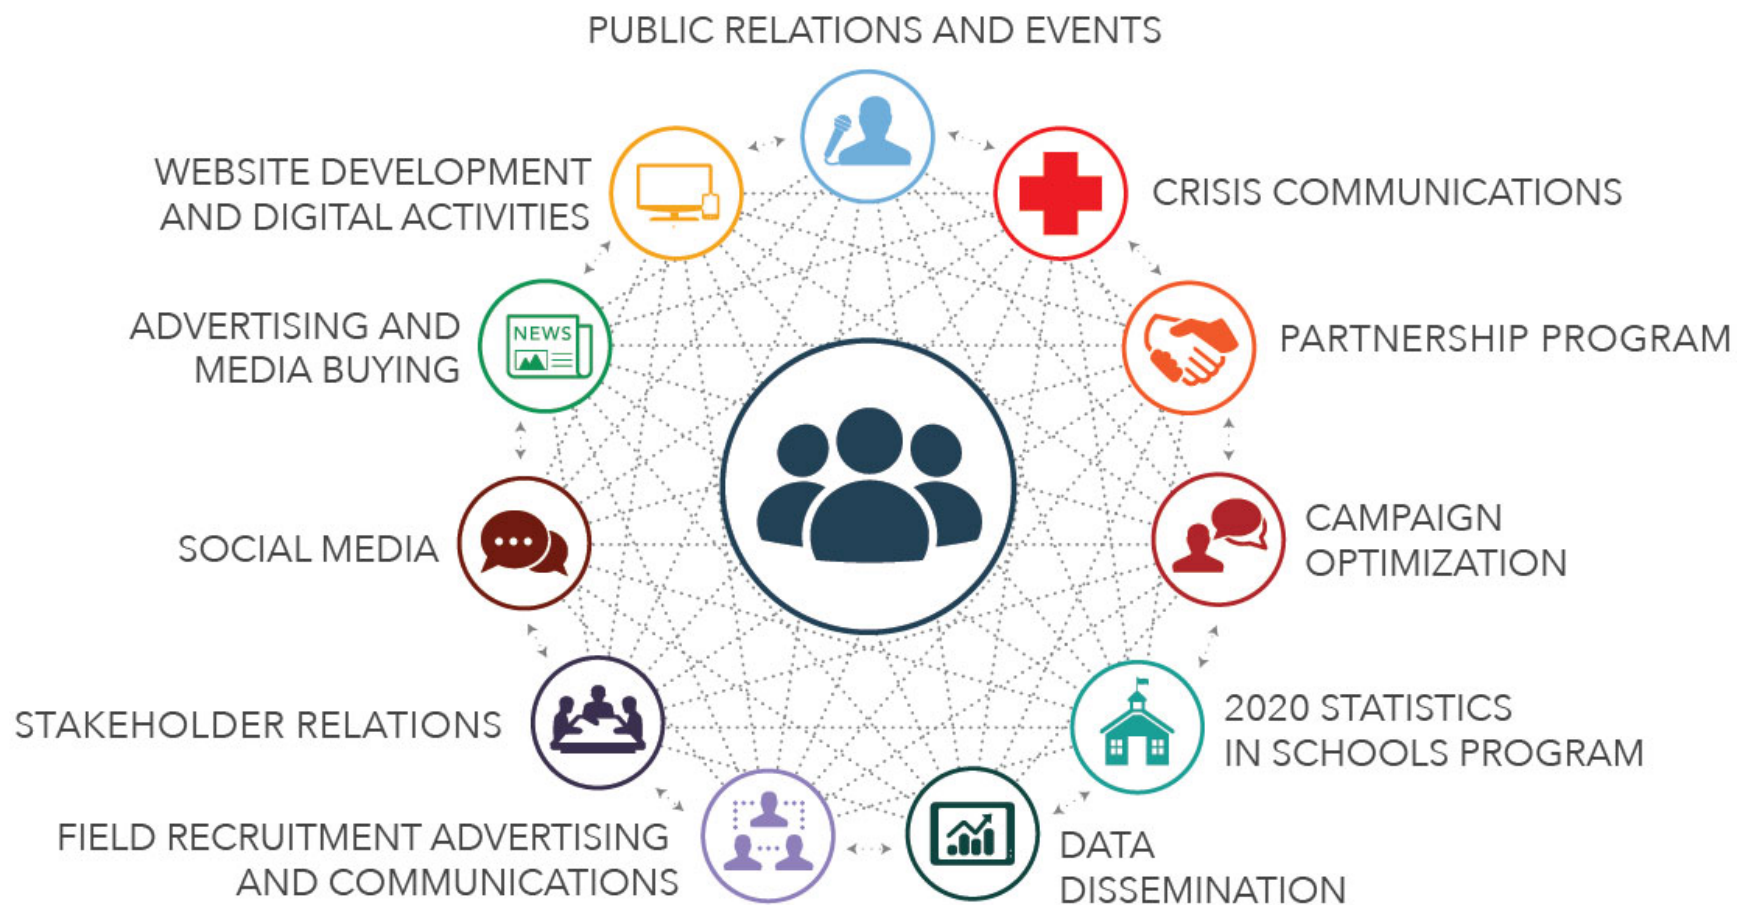 PUBLIC RELATIONS AND EVENTS
WEBSITE DEVELOPMENT
AND DIGITAL ACTIVITIES
CRISIS COMMUNICATIONS
ADVERTISING AND
MEDIA BUYING
NEWS
PARTNERSHIP PROGRAM
SOCIAL MEDIA
CAMPAIGN
OPTIMIZATION
STAKEHOLDER RELATIONS
2020 STATISTICS
IN SCHOOLS PROGRAM
FIELD RECRUITMENT ADVERTISING
AND COMMUNICATIONS
DATA
DISSEMINATION